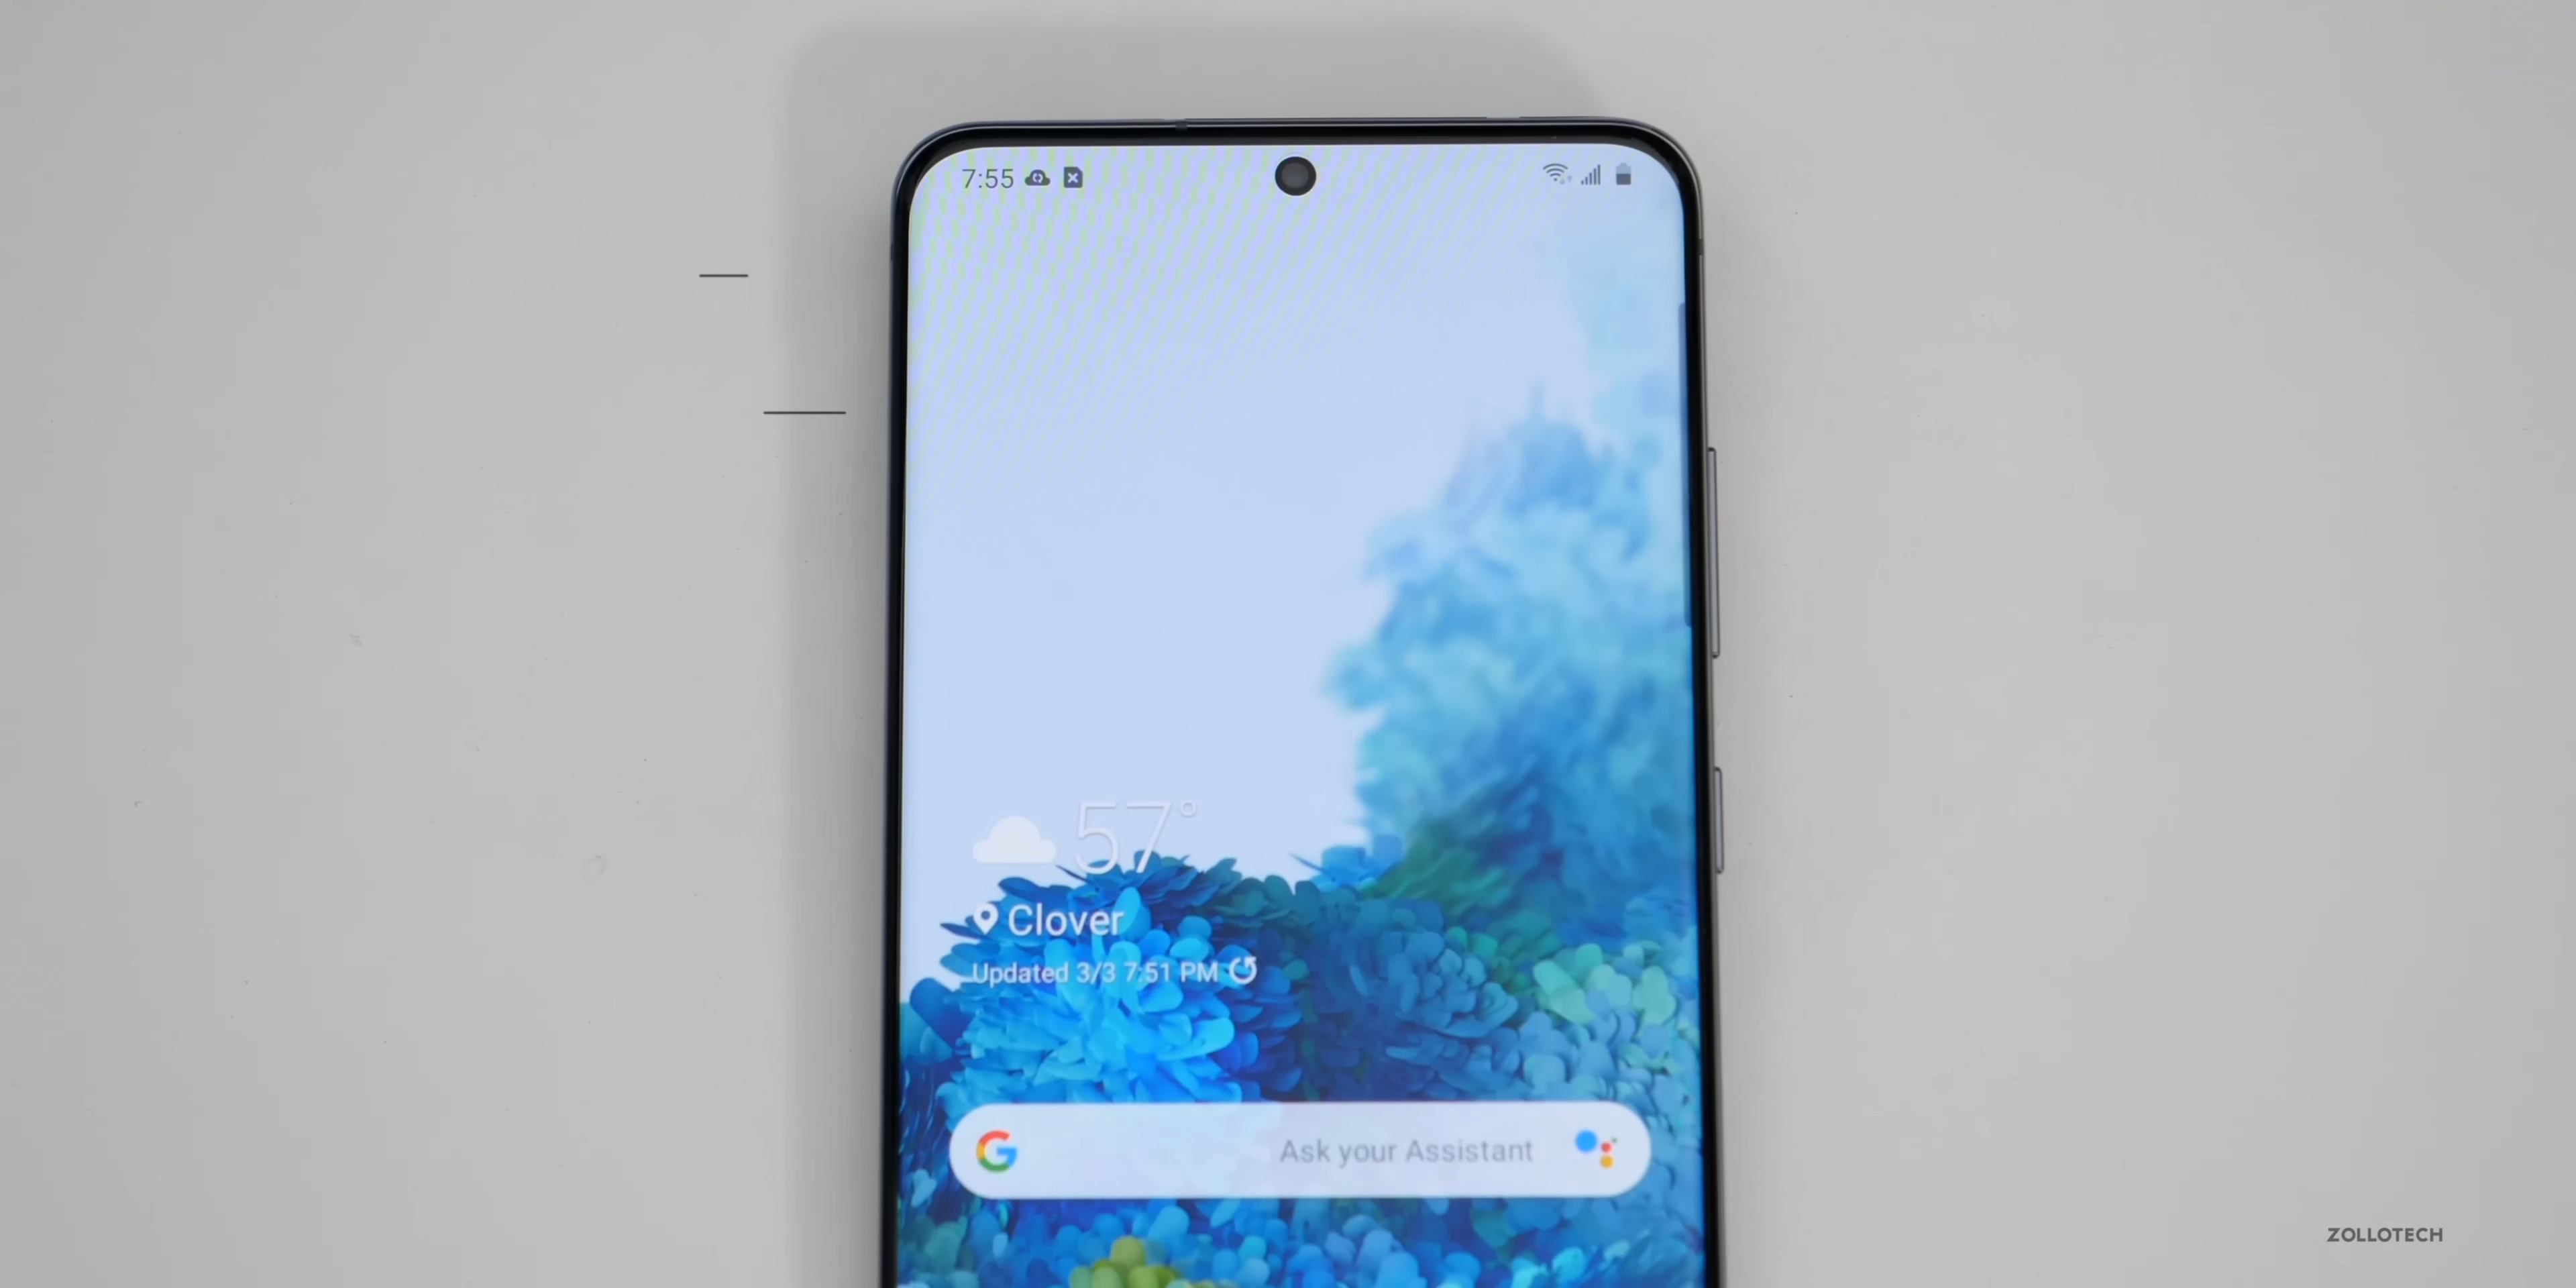 7:55
57°
Clover
Updated 3/3 7:51 PM
G Ask your Assistant
ZOLLOTECH